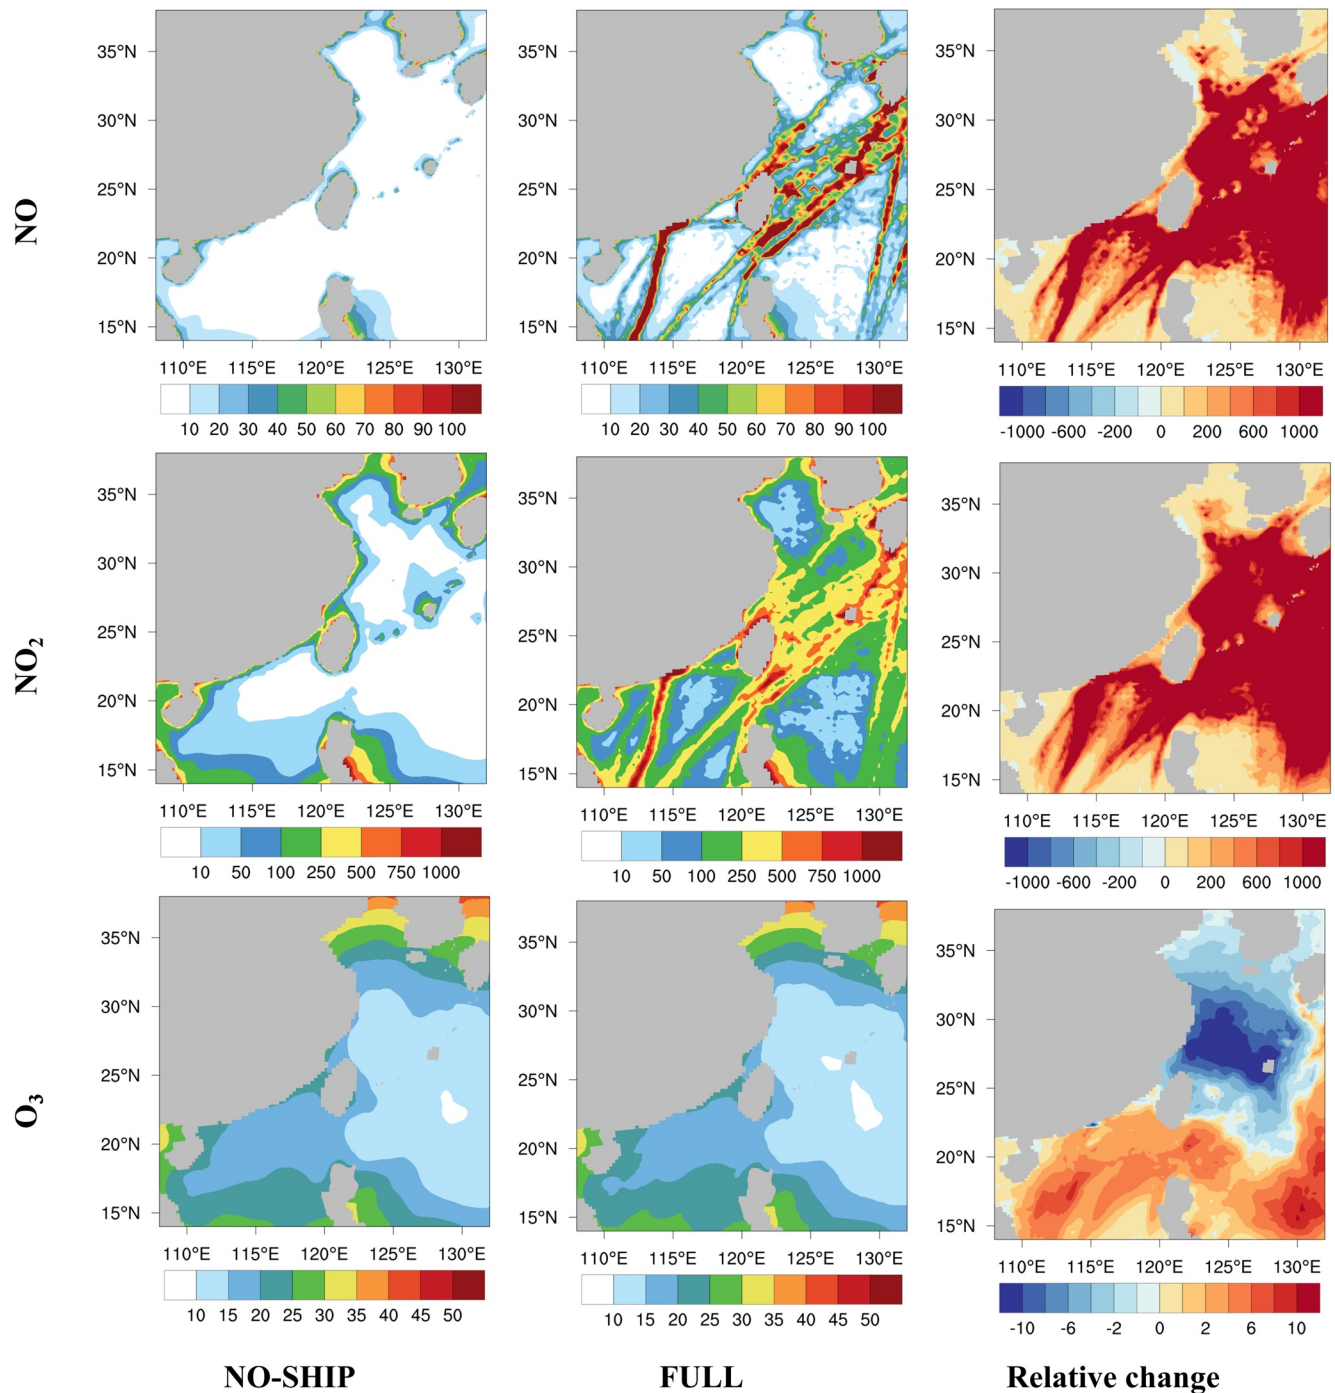 NO
35°N 35°N 35°N
30°N 30°N 30°N
25°N 25°N 25°N
20°N 20°N 20°N
15°N 15°N 15°N
110°E 115°E 120°E 125°E 130°E 110°E 115°E 120°E 125°E 130°E 110°E 115°E 120°E 125°E 130°E
10 20 30 40 50 60 70 80 90 100 10 20 30 40 50 60 70 80 90 100 -1000 -600 -200 0 200 600 1000
NO₂
35°N 35°N 35°N
30°N 30°N 30°N
25°N 25°N 25°N
20°N 20°N 20°N
15°N 15°N 15°N
110°E 115°E 120°E 125°E 130°E 110°E 115°E 120°E 125°E 130°E 110°E 115°E 120°E 125°E 130°E
10 50 100 250 500 750 1000 10 50 100 250 500 750 1000 -1000 -600 -200 0 200 600 1000
O₃
35°N 35°N 35°N
30°N 30°N 30°N
25°N 25°N 25°N
20°N 20°N 20°N
15°N 15°N 15°N
110°E 115°E 120°E 125°E 130°E 110°E 115°E 120°E 125°E 130°E 110°E 115°E 120°E 125°E 130°E
10 15 20 25 30 35 40 45 50 10 15 20 25 30 35 40 45 50 -10 -6 -2 0 2 6 10
NO-SHIP FULL Relative change